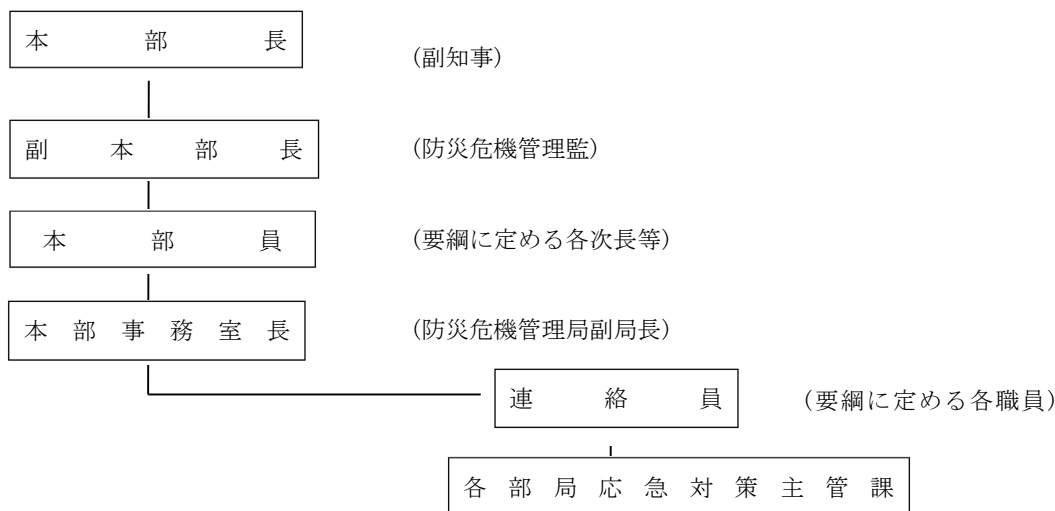 本部長
(副知事)
副本部長
(防災危機管理監)
本部員
(要綱に定める各次長等)
本部事務室長
(防災危機管理局副局長)
連絡員
(要綱に定める各職員)
各部局応急対策主管課